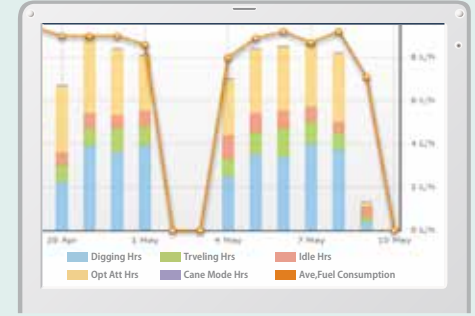 8 L/h
6 L/h
4 L/h
2 L/h
0 L/h
28 Apr 1 May 4 May 7 May 10 May
Digging Hrs Trveling Hrs Idle Hrs
Opt Att Hrs Cane Mode Hrs Ave,Fuel Consumption